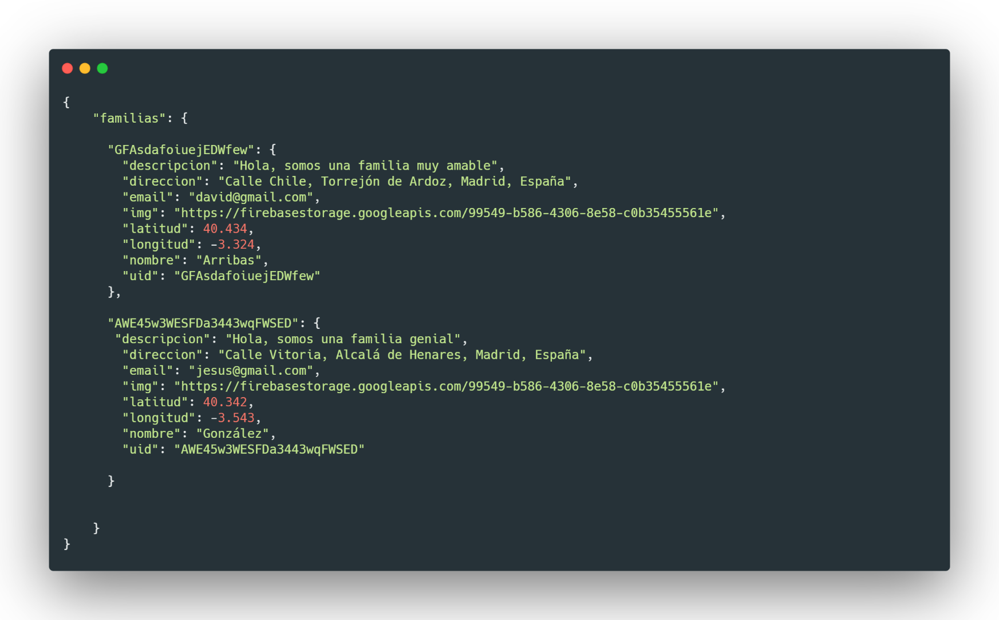 {
"familias": {
"GFAsdafoiuejEDWfew": {
"descripcion": "Hola, somos una familia muy amable",
"direccion": "Calle Chile, Torrejón de Ardoz, Madrid, España",
"email": "david@gmail.com",
"img": "https://firebasestorage.googleapis.com/99549-b586-4306-8e58-c0b35455561e",
"latitud": 40.434,
"longitud": -3.324,
"nombre": "Arribas",
"uid": "GFAsdafoiuejEDWfew"
},
"AWE45w3WESFDa3443wqFWSED": {
"descripcion": "Hola, somos una familia genial",
"direccion": "Calle Vitoria, Alcalá de Henares, Madrid, España",
"email": "jesus@gmail.com",
"img": "https://firebasestorage.googleapis.com/99549-b586-4306-8e58-c0b35455561e",
"latitud": 40.342,
"longitud": -3.543,
"nombre": "González",
"uid": "AWE45w3WESFDa3443wqFWSED"
}
}
}